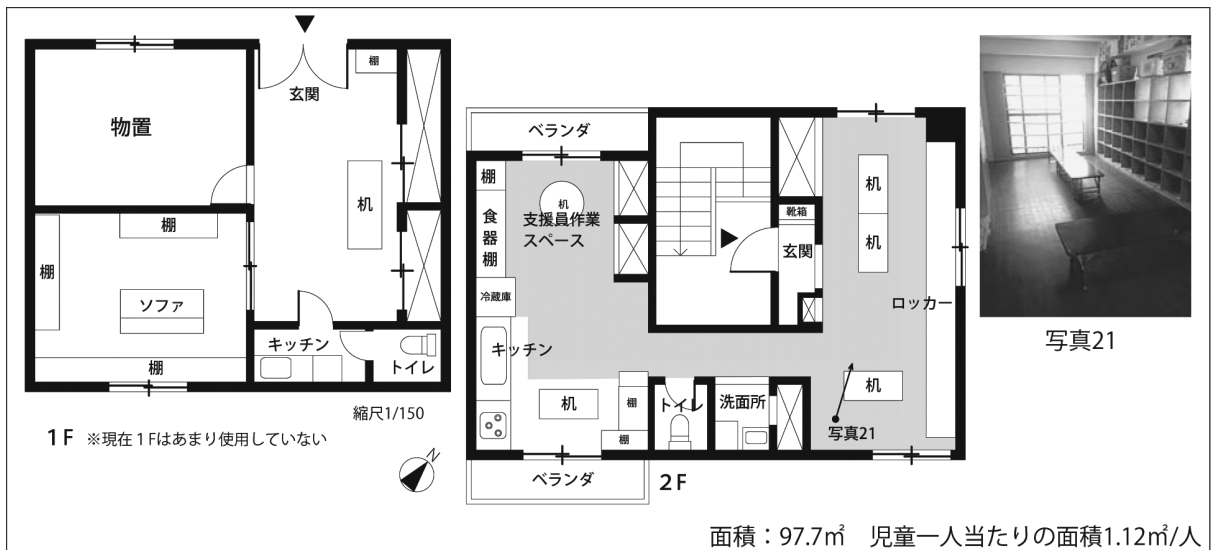 棚
玄関
物置
机
棚
棚
ソファ
棚
キッチン
トイレ
縮尺1/150
1F ※現在1Fはあまり使用していない
N
ベランダ
棚
机
食器棚
支援員作業
スペース
冷蔵庫
キッチン
机
棚
棚
トイレ
洗面所
靴箱
玄関
机
机
ロッカー
机
写真21
ベランダ
2F
写真21
面積：97.7㎡ 児童一人当たりの面積1.12㎡/人